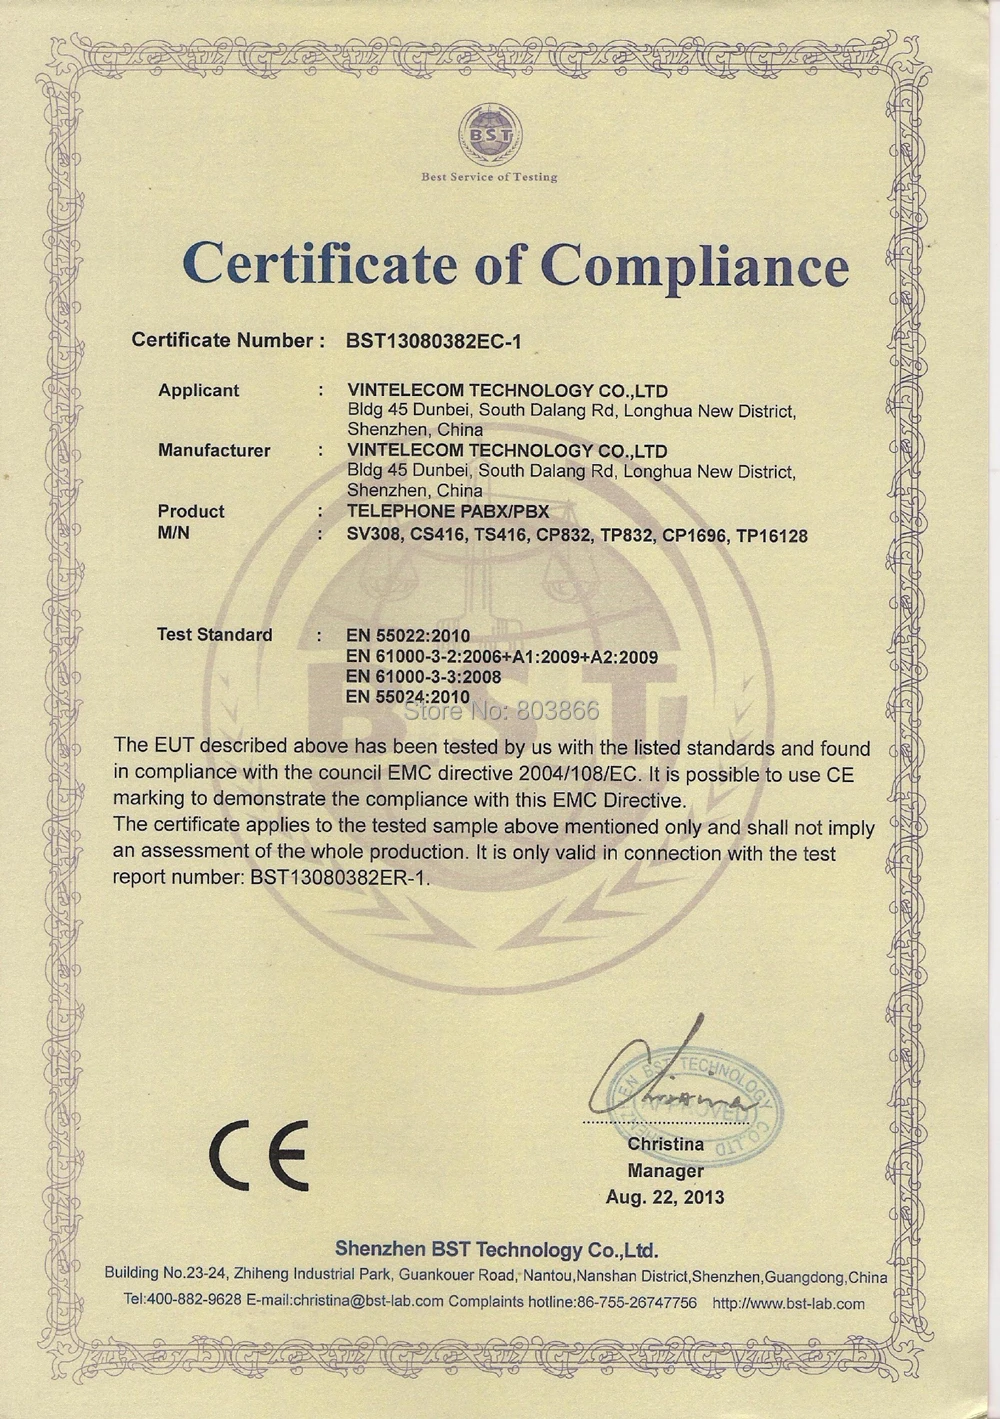 BST
Best Service of Testing
Certificate of Compliance
Certificate Number : BST13080382EC-1
Applicant : VINTELECOM TECHNOLOGY CO.,LTD
Bldg 45 Dunbei, South Dalang Rd, Longhua New District,
Shenzhen, China
Manufacturer : VINTELECOM TECHNOLOGY CO.,LTD
Bldg 45 Dunbei, South Dalang Rd, Longhua New District,
Shenzhen, China
Product : TELEPHONE PABX/PBX
M/N : SV308, CS416, TS416, CP832, TP832, CP1696, TP16128
Test Standard : EN 55022:2010
EN 61000-3-2:2006+A1:2009+A2:2009
EN 61000-3-3:2008
EN 55024:2010
Store No: 803866
BST
The EUT described above has been tested by us with the listed standards and found
in compliance with the council EMC directive 2004/108/EC. It is possible to use CE
marking to demonstrate the compliance with this EMC Directive.
The certificate applies to the tested sample above mentioned only and shall not imply
an assessment of the whole production. It is only valid in connection with the test
report number: BST13080382ER-1.
CE
Christina
SHENZHEN BST TECHNOLOGY CO.,LTD
APPROVED
Christina
Manager
Aug. 22, 2013
Shenzhen BST Technology Co.,Ltd.
Building No.23-24, Zhiheng Industrial Park, Guankouer Road, Nantou,Nanshan District,Shenzhen,Guangdong,China
Tel:400-882-9628 E-mail:christina@bst-lab.com Complaints hotline:86-755-26747756 http://www.bst-lab.com